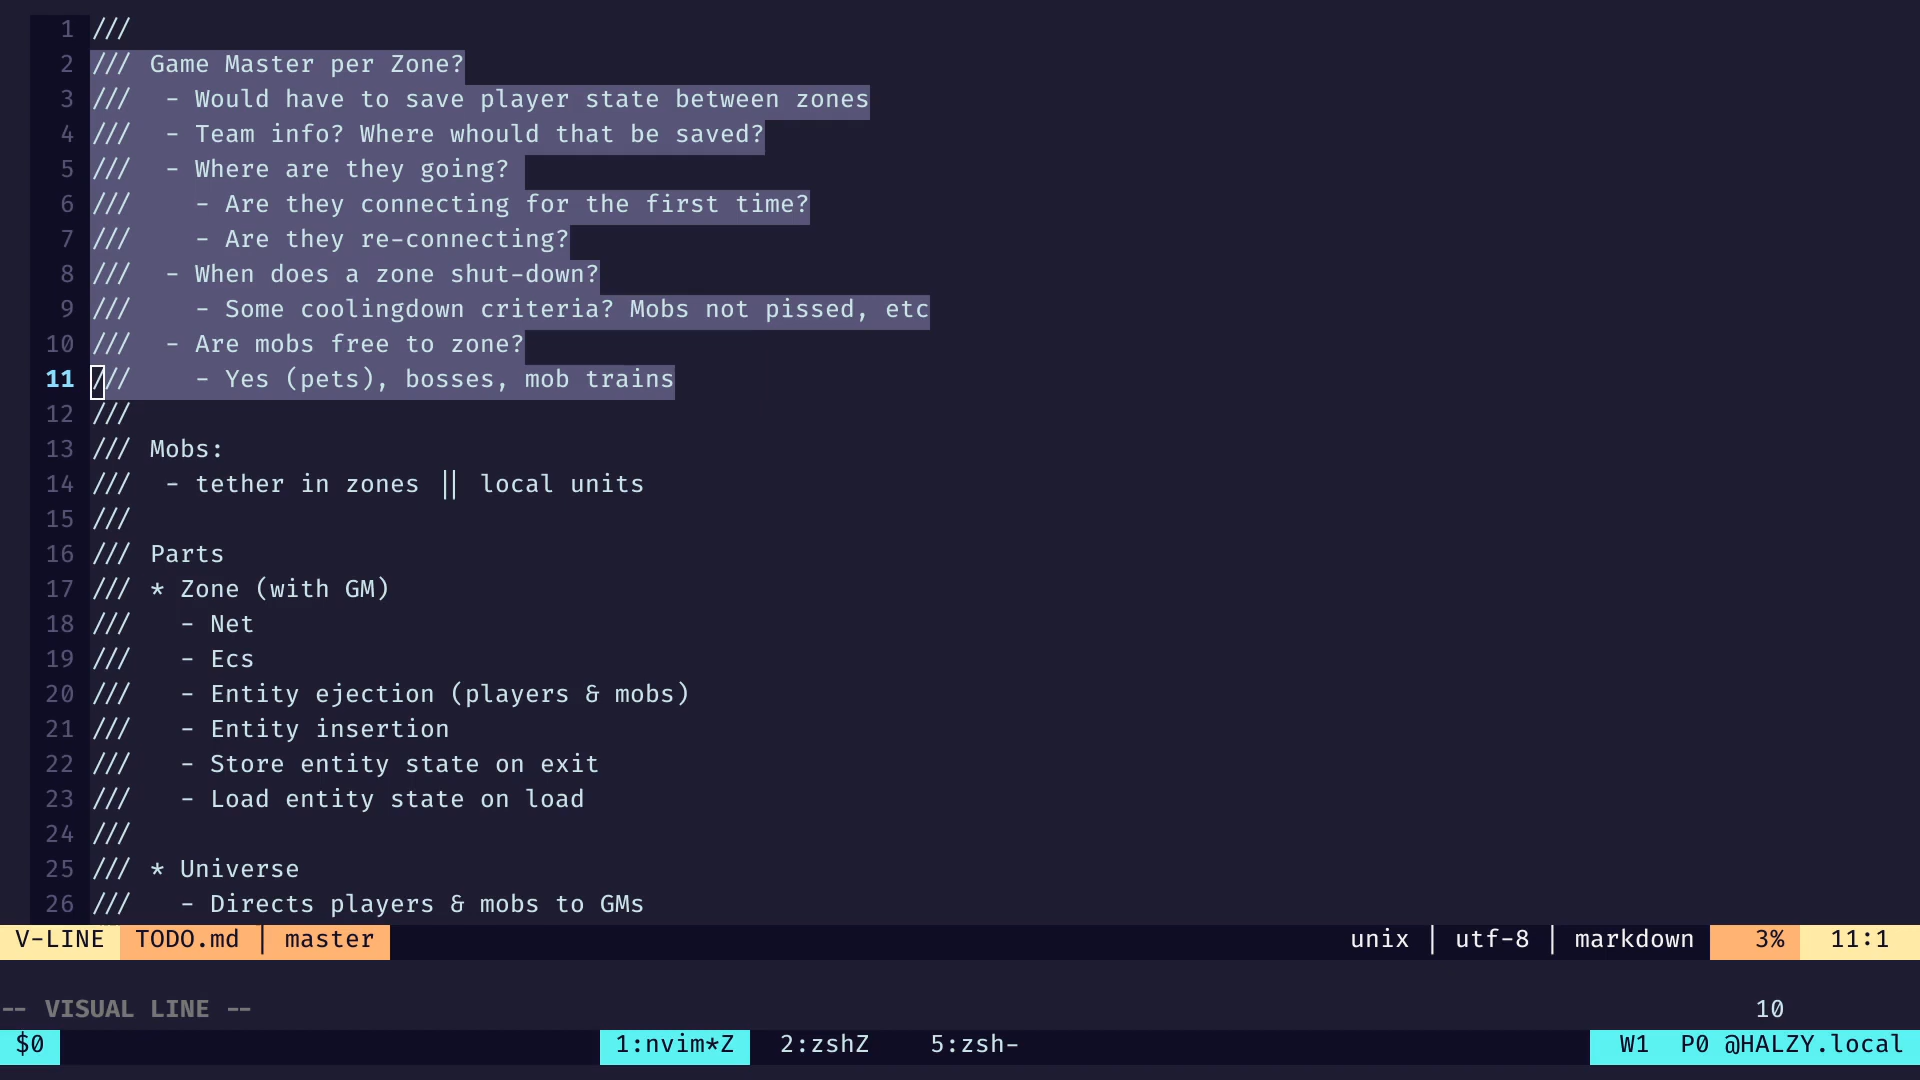 1 ///
2 /// Game Master per Zone?
3 ///  - Would have to save player state between zones
4 ///  - Team info? Where whould that be saved?
5 ///  - Where are they going?
6 ///    - Are they connecting for the first time?
7 ///    - Are they re-connecting?
8 ///  - When does a zone shut-down?
9 ///    - Some coolingdown criteria? Mobs not pissed, etc
10 ///  - Are mobs free to zone?
11 ///    - Yes (pets), bosses, mob trains
12 ///
13 /// Mobs:
14 ///  - tether in zones || local units
15 ///
16 /// Parts
17 /// * Zone (with GM)
18 ///   - Net
19 ///   - Ecs
20 ///   - Entity ejection (players & mobs)
21 ///   - Entity insertion
22 ///   - Store entity state on exit
23 ///   - Load entity state on load
24 ///
25 /// * Universe
26 ///   - Directs players & mobs to GMs
V-LINE TODO.md | master unix | utf-8 | markdown 3% 11:1
-- VISUAL LINE -- 10
$0 1:nvim*Z 2:zshZ 5:zsh- W1 P0 @HALZY.local